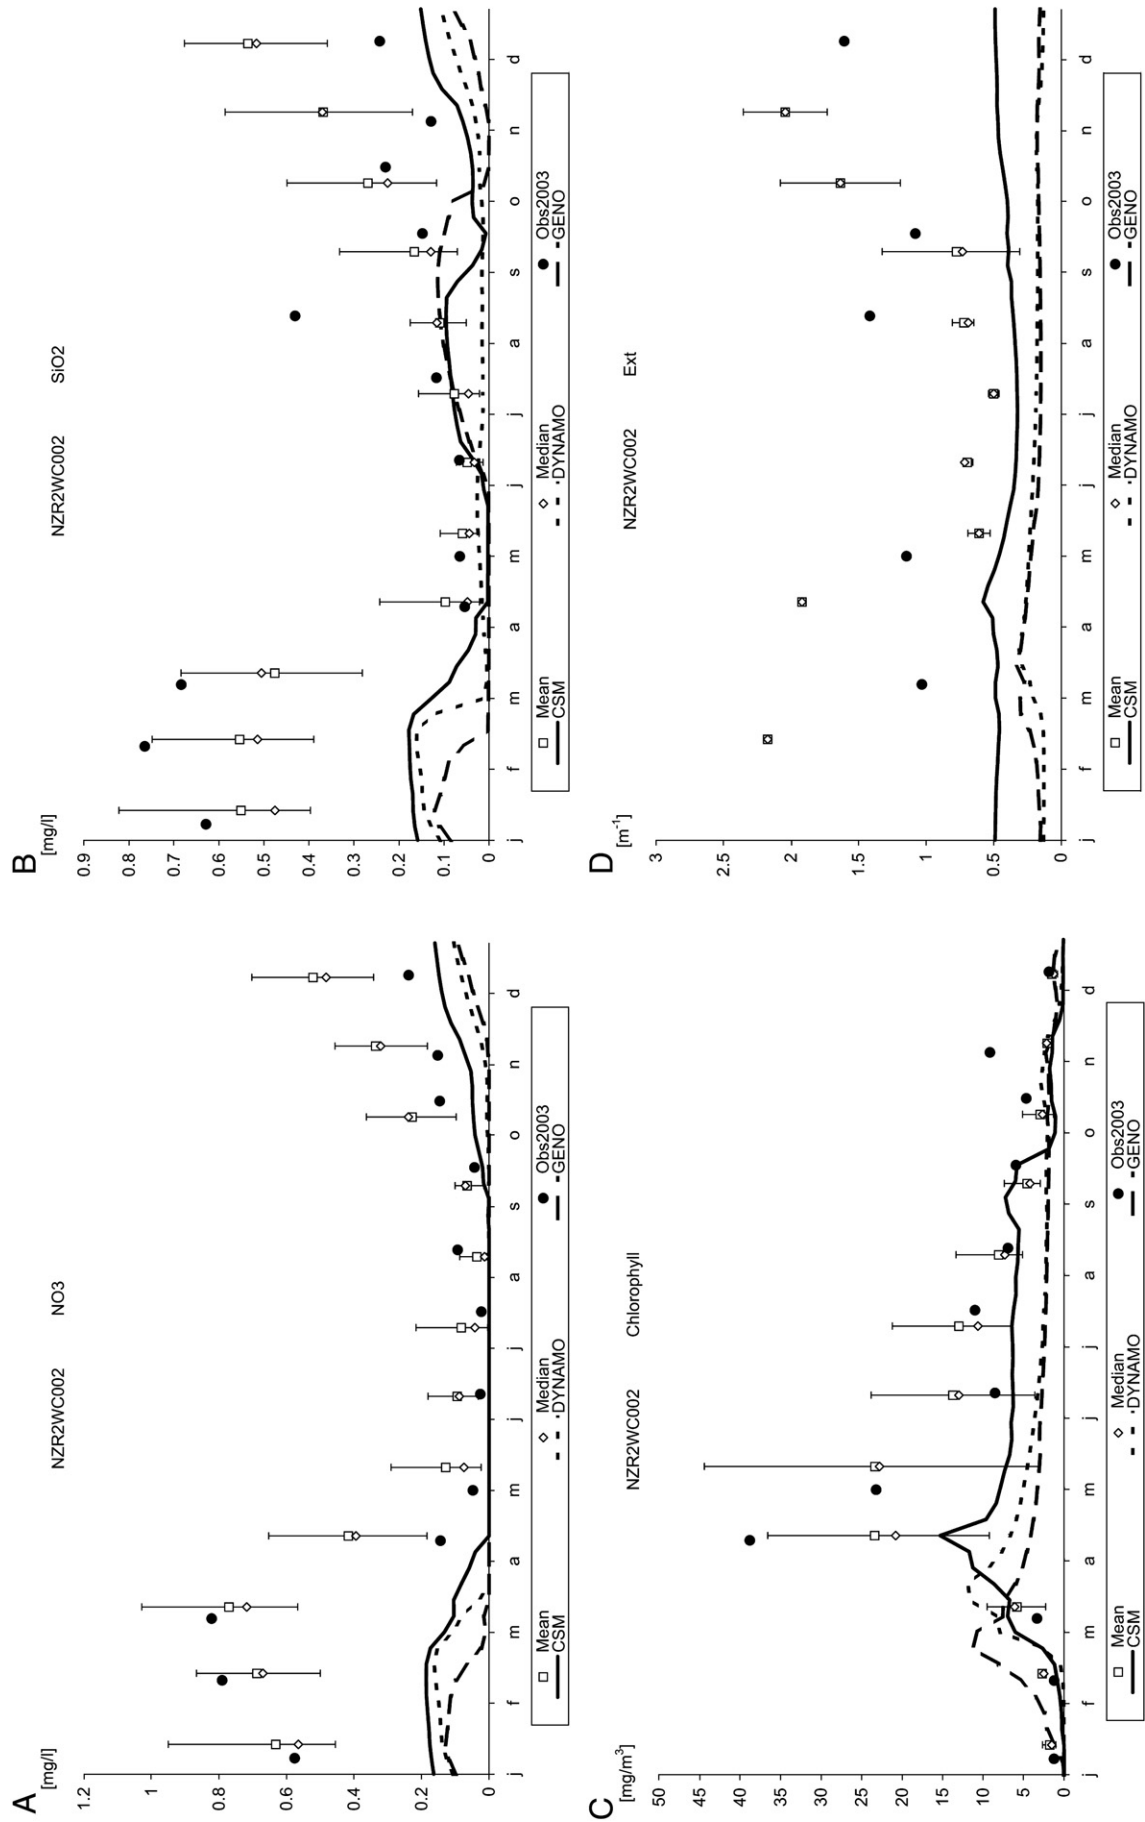 A
NZR2WC002 NO3
[mg/l]
1.2
1
0.8
0.6
0.4
0.2
0
j f m a m j j a s o n d
Mean Median Obs2003
CSM DYNAMO GENO
B
NZR2WC002 SiO2
[mg/l]
0.9
0.8
0.7
0.6
0.5
0.4
0.3
0.2
0.1
0
j f m a m j j a s o n d
Mean Median Obs2003
CSM DYNAMO GENO
C
NZR2WC002 Chlorophyll
[mg/m³]
50
45
40
35
30
25
20
15
10
5
0
j f m a m j j a s o n d
Mean Median Obs2003
CSM DYNAMO GENO
D
NZR2WC002 Ext
[m⁻¹]
3
2.5
2
1.5
1
0.5
0
j f m a m j j a s o n d
Mean Median Obs2003
CSM DYNAMO GENO